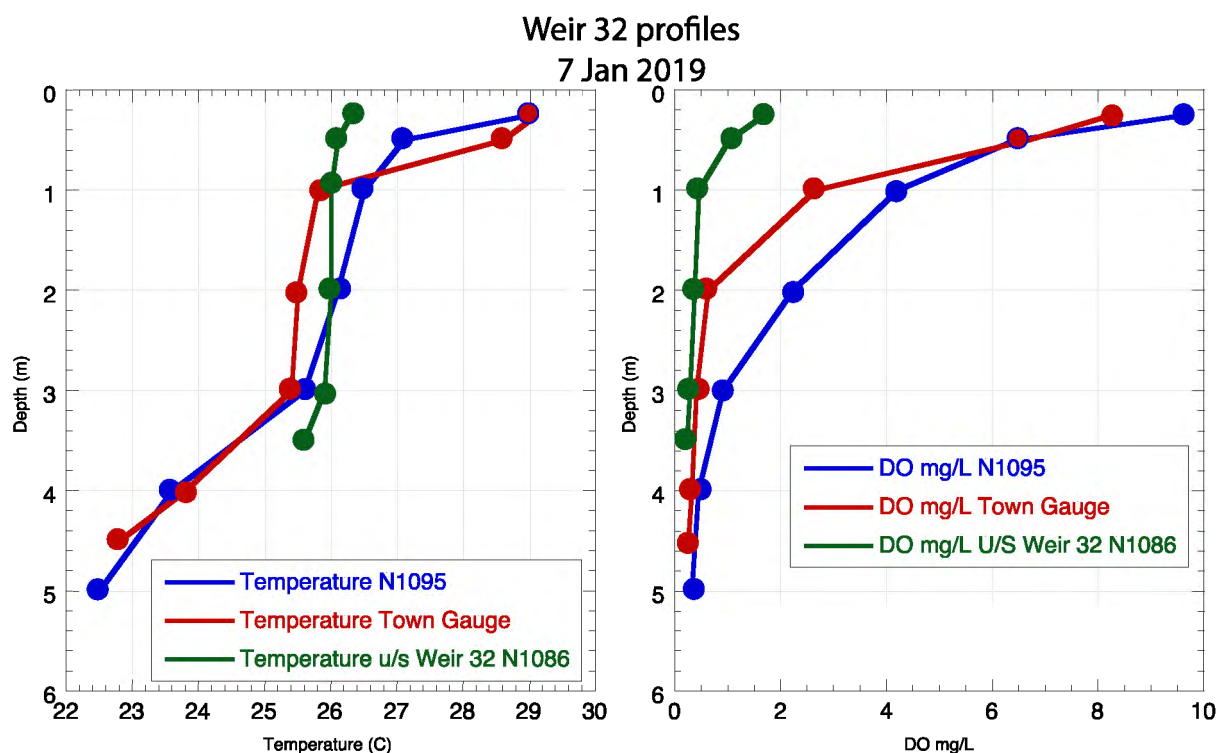 Weir 32 profiles
7 Jan 2019
0
1
2
3
4
5
6
Depth (m)
22 23 24 25 26 27 28 29 30
Temperature (C)
Temperature N1095
Temperature Town Gauge
Temperature u/s Weir 32 N1086
0
1
2
3
4
5
6
Depth (m)
0 2 4 6 8 10
DO mg/L
DO mg/L N1095
DO mg/L Town Gauge
DO mg/L U/S Weir 32 N1086